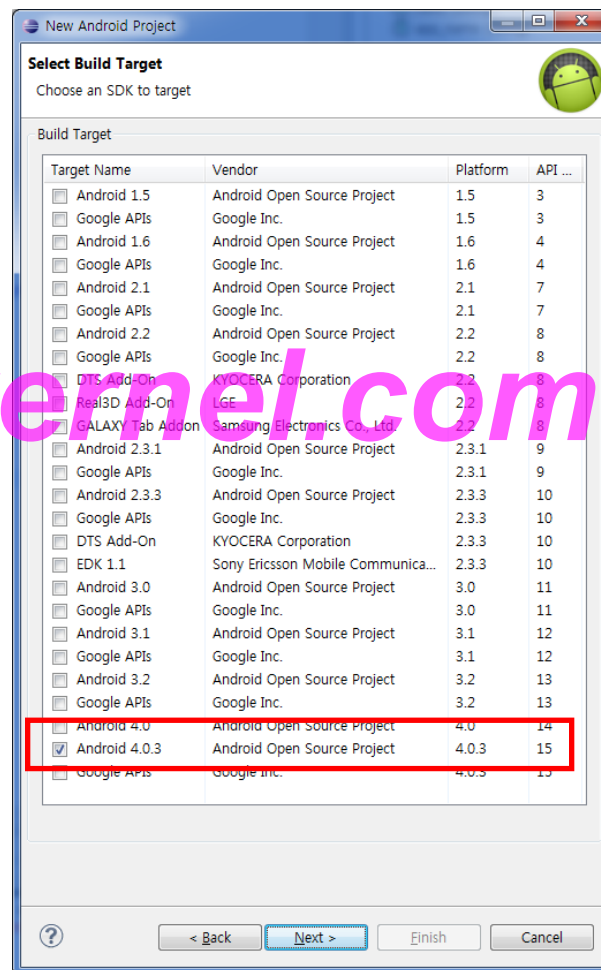 New Android Project
Select Build Target
Choose an SDK to target
Build Target
Target Name Vendor Platform API ...
Android 1.5 Android Open Source Project 1.5 3
Google APIs Google Inc. 1.5 3
Android 1.6 Android Open Source Project 1.6 4
Google APIs Google Inc. 1.6 4
Android 2.1 Android Open Source Project 2.1 7
Google APIs Google Inc. 2.1 7
Android 2.2 Android Open Source Project 2.2 8
Google APIs Google Inc. 2.2 8
DTS Add-On KYOCERA Corporation 2.2 8
Real3D Add-On LGE 2.2 8
GALAXY Tab Addon Samsung Electronics Co., Ltd. 2.2 8
ernel.com
Android 2.3.1 Android Open Source Project 2.3.1 9
Google APIs Google Inc. 2.3.1 9
Android 2.3.3 Android Open Source Project 2.3.3 10
Google APIs Google Inc. 2.3.3 10
DTS Add-On KYOCERA Corporation 2.3.3 10
EDK 1.1 Sony Ericsson Mobile Communica... 2.3.3 10
Android 3.0 Android Open Source Project 3.0 11
Google APIs Google Inc. 3.0 11
Android 3.1 Android Open Source Project 3.1 12
Google APIs Google Inc. 3.1 12
Android 3.2 Android Open Source Project 3.2 13
Google APIs Google Inc. 3.2 13
Android 4.0 Android Open Source Project 4.0 14
Android 4.0.3 Android Open Source Project 4.0.3 15
Google APIs Google Inc. 4.0.3 15
? < Back Next > Finish Cancel